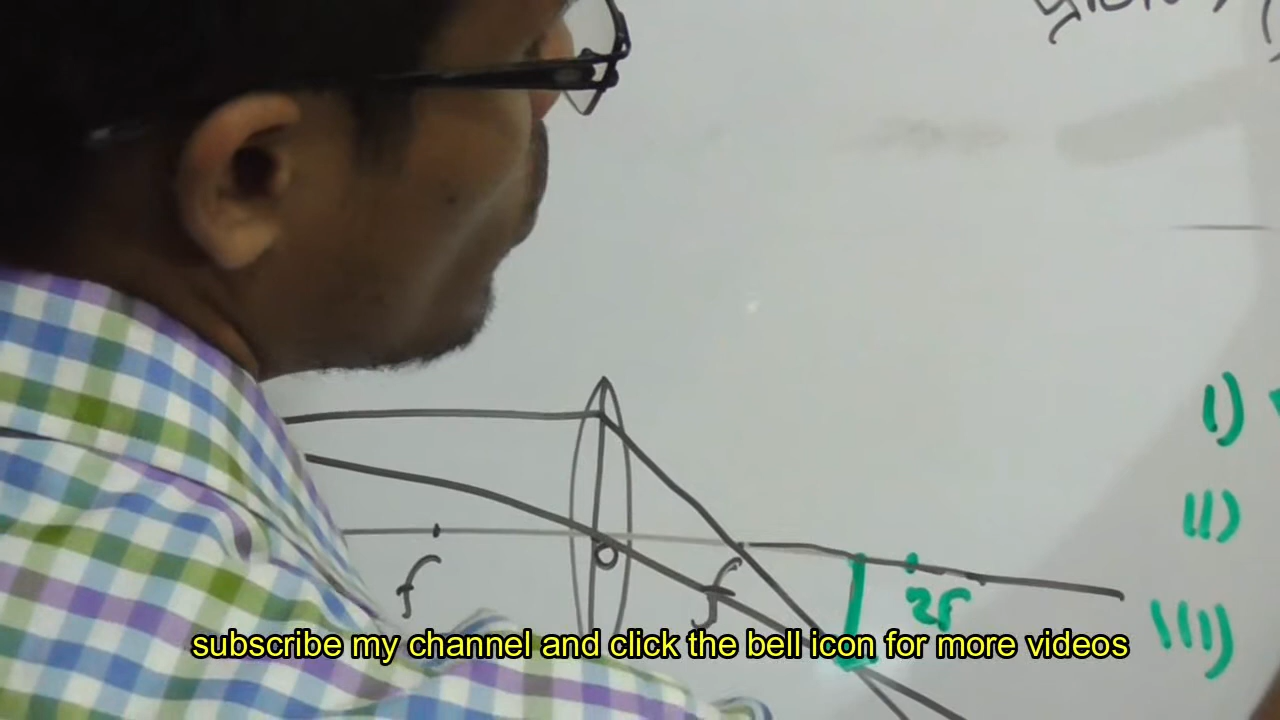 I)
II)
f
O
f
2F
III)
subscribe my channel and click the bell icon for more videos